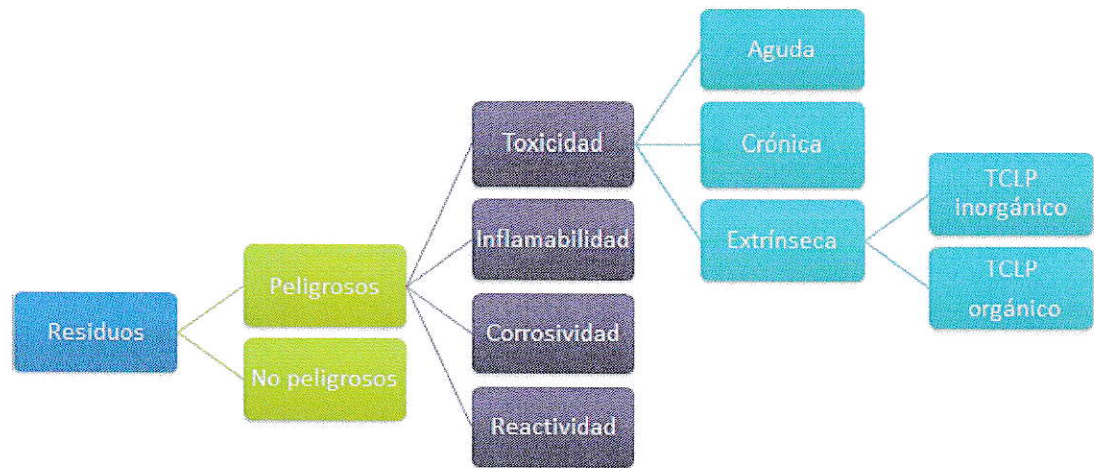 Residuos
Peligrosos
No peligrosos
Toxicidad
Inflamabilidad
Corrosividad
Reactividad
Aguda
Crónica
Extrínseca
TCLP
inorgánico
TCLP
orgánico